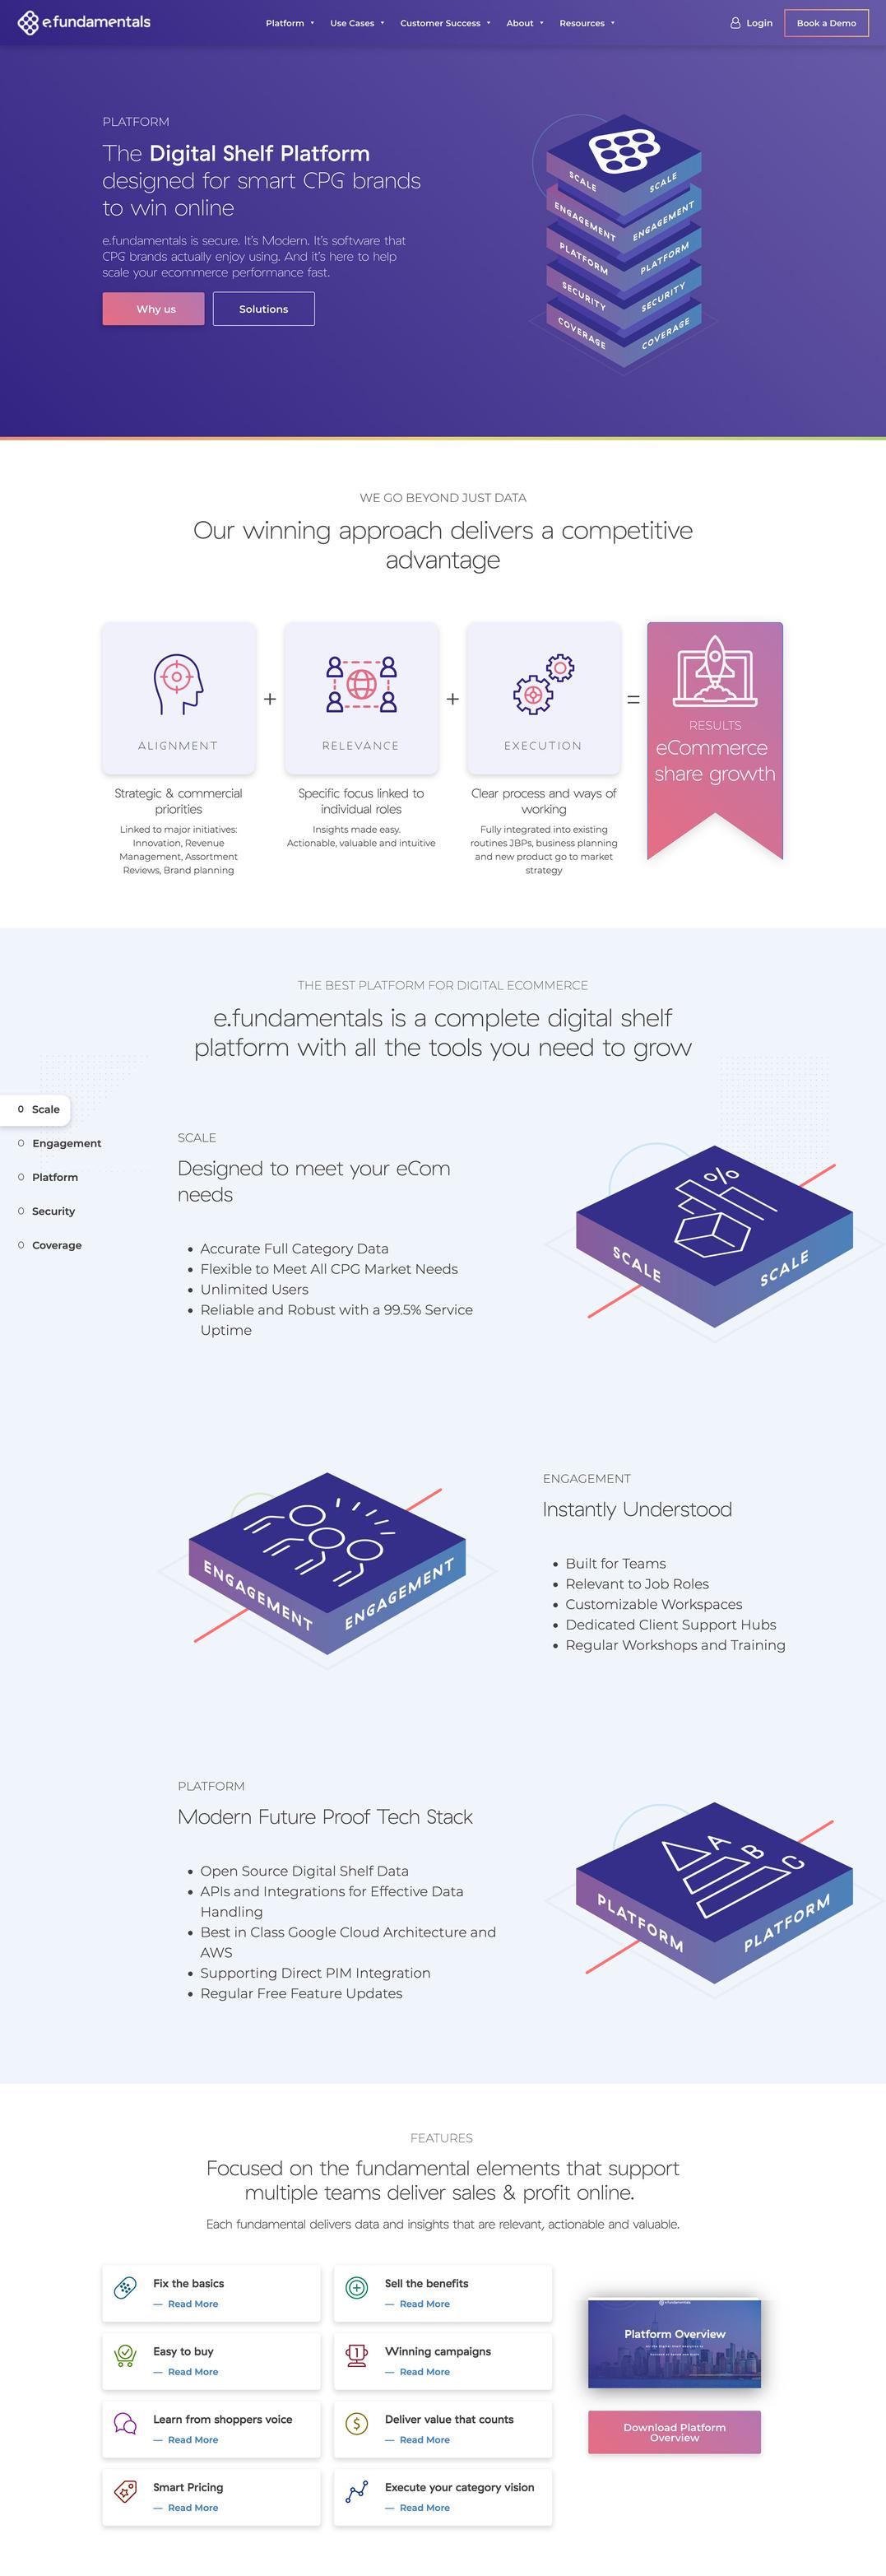 e.fundamentals
Platform
Use Cases
Customer Success
About
Resources
Login
Book a Demo
PLATFORM
The Digital Shelf Platform
designed for smart CPG brands
to win online
e.fundamentals is secure. It's Modern. It's software that
CPG brands actually enjoy using. And it's here to help
scale your ecommerce performance fast.
Why us
Solutions
SCALE SCALE
ENGAGEMENT ENGAGEMENT
PLATFORM PLATFORM
SECURITY SECURITY
COVERAGE COVERAGE
WE GO BEYOND JUST DATA
Our winning approach delivers a competitive
advantage
ALIGNMENT
Strategic & commercial
priorities
Linked to major initiatives:
Innovation, Revenue
Management, Assortment
Reviews, Brand planning
+
RELEVANCE
Specific focus linked to
individual roles
Insights made easy.
Actionable, valuable and intuitive
+
EXECUTION
Clear process and ways of
working
Fully integrated into existing
routines JBPs, business planning
and new product go to market
strategy
=
RESULTS
eCommerce
share growth
THE BEST PLATFORM FOR DIGITAL ECOMMERCE
e.fundamentals is a complete digital shelf
platform with all the tools you need to grow
Scale
Engagement
Platform
Security
Coverage
SCALE
Designed to meet your eCom
needs
Accurate Full Category Data
Flexible to Meet All CPG Market Needs
Unlimited Users
Reliable and Robust with a 99.5% Service
Uptime
%
SCALE SCALE
ENGAGEMENT ENGAGEMENT
ENGAGEMENT
Instantly Understood
Built for Teams
Relevant to Job Roles
Customizable Workspaces
Dedicated Client Support Hubs
Regular Workshops and Training
PLATFORM
Modern Future Proof Tech Stack
Open Source Digital Shelf Data
APIs and Integrations for Effective Data
Handling
Best in Class Google Cloud Architecture and
AWS
Supporting Direct PIM Integration
Regular Free Feature Updates
A B C
PLATFORM PLATFORM
FEATURES
Focused on the fundamental elements that support
multiple teams deliver sales & profit online.
Each fundamental delivers data and insights that are relevant, actionable and valuable.
Fix the basics
— Read More
Sell the benefits
— Read More
Easy to buy
— Read More
1
Winning campaigns
— Read More
Learn from shoppers voice
— Read More
$
Deliver value that counts
— Read More
Smart Pricing
— Read More
Execute your category vision
— Read More
e.fundamentals
Platform Overview
Download Platform
Overview